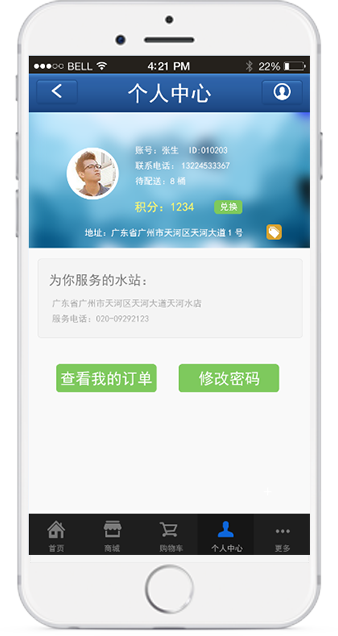 BELL 4:21 PM 22%
个人中心
账号：张生 ID:010203
联系电话：13224533367
待配送：8 桶
积分：1234 兑换
地址：广东省广州市天河区天河大道 1 号
为你服务的水站：
广东省广州市天河区天河大道天河水店
服务电话：020-09292123
查看我的订单 修改密码
首页 商城 购物车 个人中心 更多